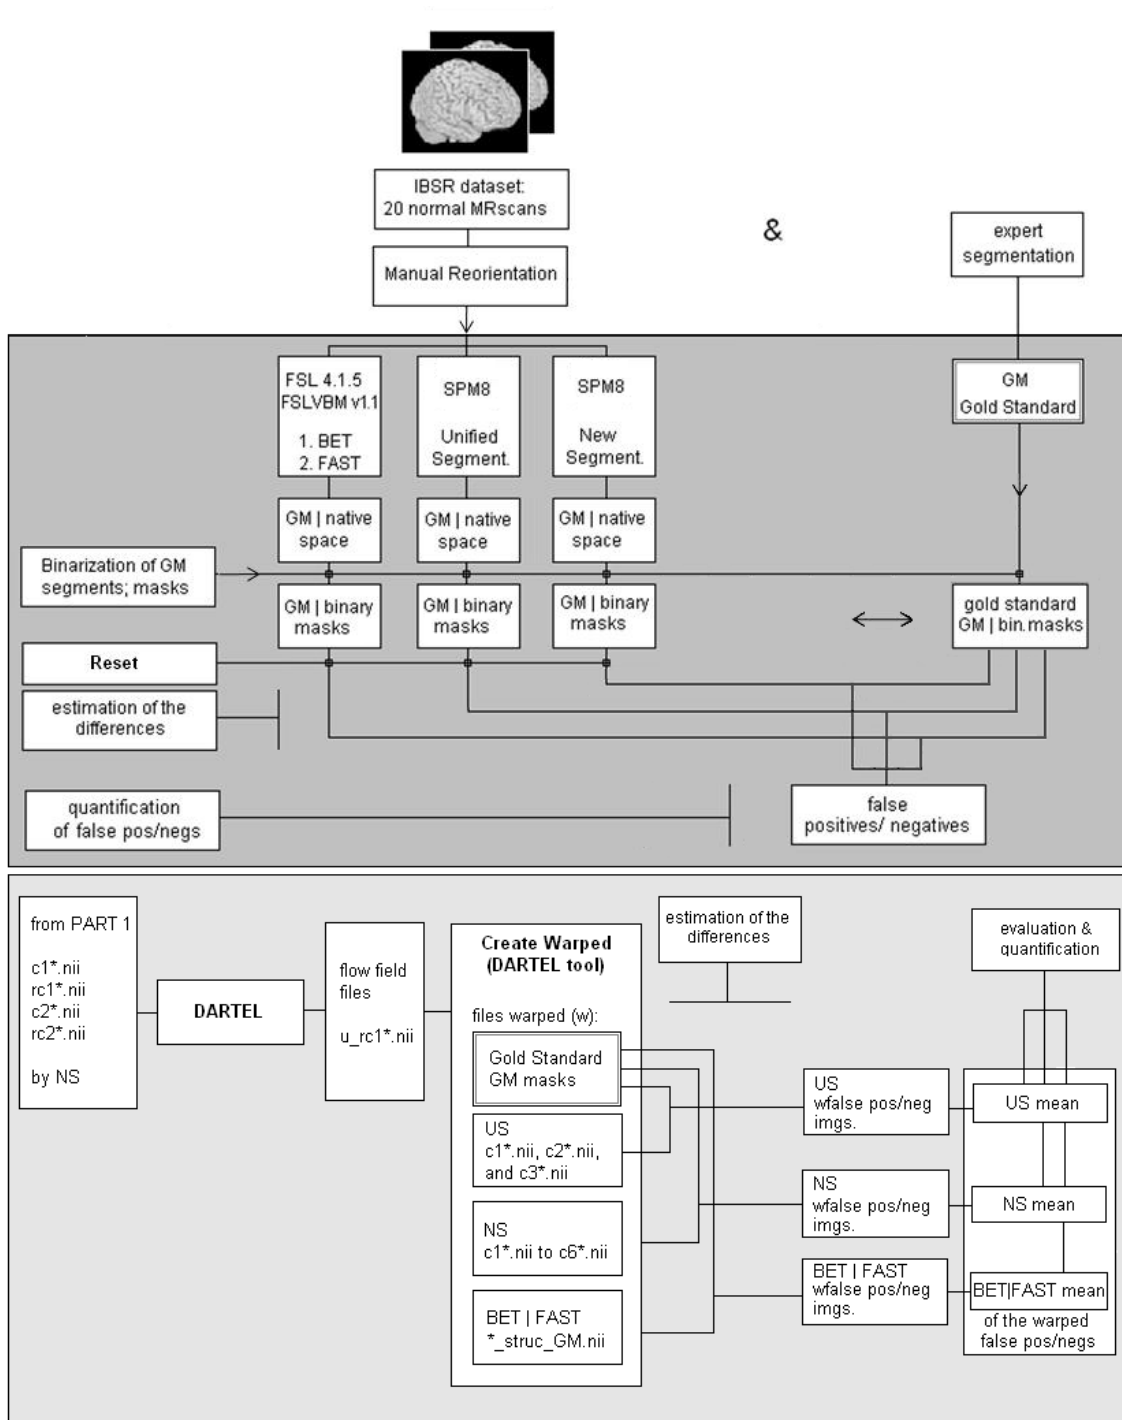 IBSR dataset:
20 normal MRscans
&
expert
segmentation
Manual Reorientation
FSL 4.1.5
FSLVBM v1.1
1. BET
2. FAST
SPM8
Unified
Segment.
SPM8
New
Segment.
GM
Gold Standard
GM | native
space
GM | native
space
GM | native
space
Binarization of GM
segments; masks
GM | binary
masks
GM | binary
masks
GM | binary
masks
gold standard
GM | bin. masks
Reset
estimation of the
differences
quantification
of false pos/negs
false
positives/ negatives
from PART 1
c1*.nii
rc1*.nii
c2*.nii
rc2*.nii
by NS
DARTEL
flow field
files
u_rc1*.nii
Create Warped
(DARTEL tool)
files warped (w):
Gold Standard
GM masks
US
c1*.nii, c2*.nii,
and c3*.nii
NS
c1*.nii to c6*.nii
BET | FAST
*_struc_GM.nii
estimation of the
differences
evaluation &
quantification
US
wfalse pos/neg
imgs.
US mean
NS
wfalse pos/neg
imgs.
NS mean
BET | FAST
wfalse pos/neg
imgs.
BET|FAST mean
of the warped
false pos/negs